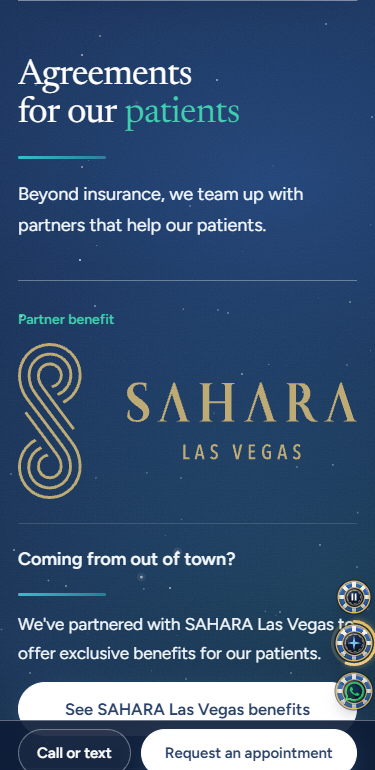 Agreements
for our patients
Beyond insurance, we team up with
partners that help our patients.
Partner benefit
SAHARA
LAS VEGAS
Coming from out of town?
We've partnered with SAHARA Las Vegas to
offer exclusive benefits for our patients.
See SAHARA Las Vegas benefits
Call or text
Request an appointment